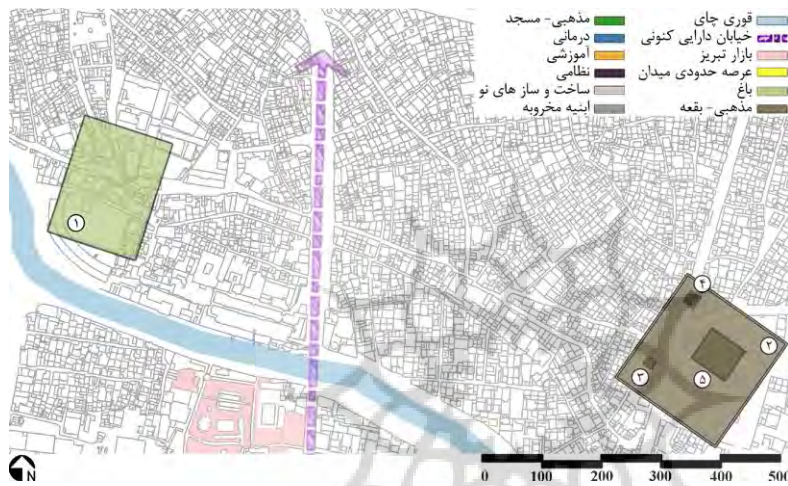 قوری چای
خیابان دارایی کنونی
بازار تبریز
عرصه حدودی میدان
باغ
مذهبی- بقعه
مذهبی- مسجد
درمانی
آموزشی
نظامی
ساخت و ساز های نو
ابنیه مخروبه
۱
۴
۲
۳
۵
N
0 100 200 300 400 500